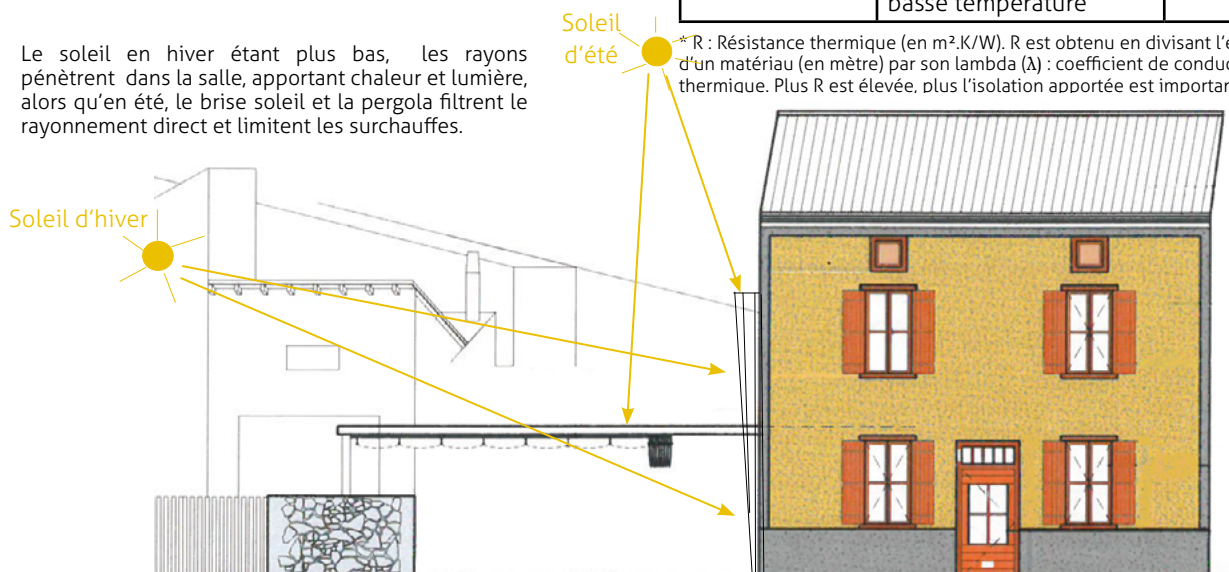 basse température
Soleil
d'été
Le soleil en hiver étant plus bas, les rayons
pénètrent dans la salle, apportant chaleur et lumière,
alors qu'en été, le brise soleil et la pergola filtrent le
rayonnement direct et limitent les surchauffes.
* R : Résistance thermique (en m².K/W). R est obtenu en divisant
d'un matériau (en mètre) par son lambda (λ) : coefficient de
thermique. Plus R est élevée, plus l'isolation apportée est
Soleil d'hiver